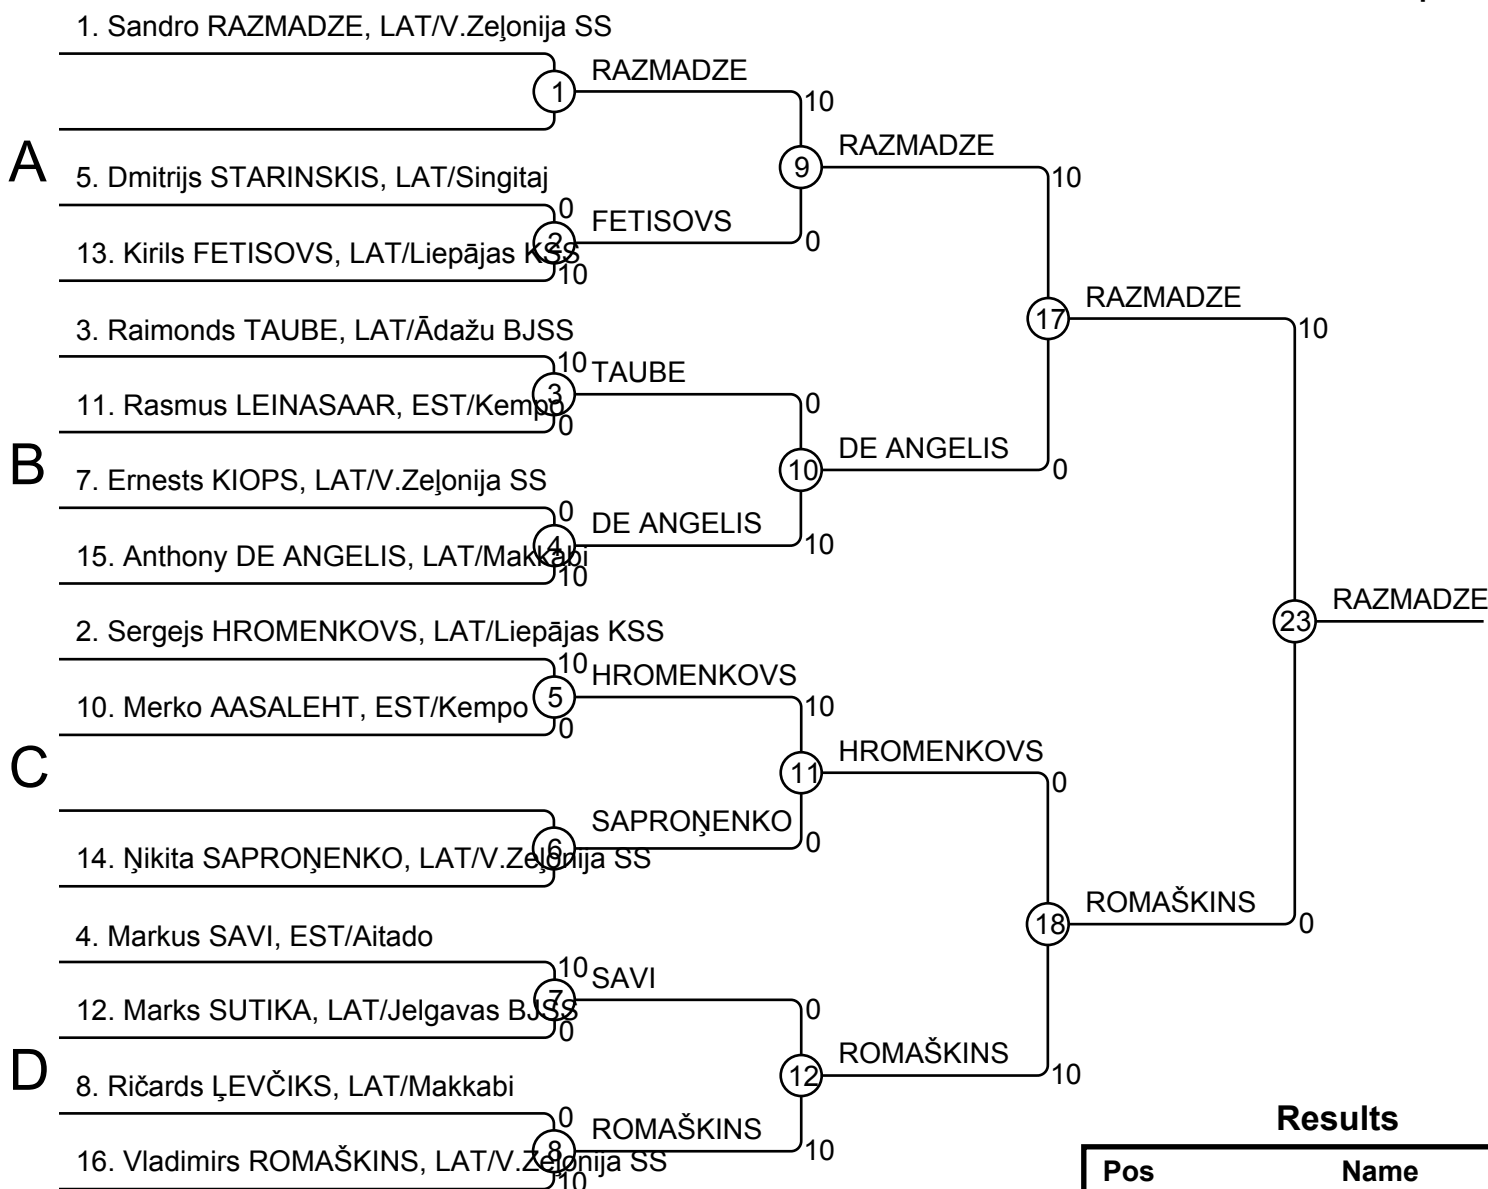 1. Sandro RAZMADZE, LAT/V.Zeļonija SS
RAZMADZE
1
10
A
RAZMADZE
9
10
5. Dmitrijs STARINSKIS, LAT/Singitaj
0
FETISOVS
2
0
13. Kirils FETISOVS, LAT/Liepājas KSS
10
RAZMADZE
17
10
3. Raimonds TAUBE, LAT/Ādažu BJSS
10
TAUBE
3
0
11. Rasmus LEINASAAR, EST/Kempo
0
B
DE ANGELIS
10
0
7. Ernests KIOPS, LAT/V.Zeļonija SS
0
DE ANGELIS
4
10
15. Anthony DE ANGELIS, LAT/Makkabi
10
RAZMADZE
23
2. Sergejs HROMENKOVS, LAT/Liepājas KSS
10
HROMENKOVS
5
10
10. Merko AASALEHT, EST/Kempo
0
C
HROMENKOVS
11
0
SAPROŅENKO
6
0
14. Ņikita SAPROŅENKO, LAT/V.Zeļonija SS
ROMAŠKINS
18
0
4. Markus SAVI, EST/Aitado
10
SAVI
7
0
12. Marks SUTIKA, LAT/Jelgavas BJSS
0
D
ROMAŠKINS
12
10
8. Ričards ĻEVČIKS, LAT/Makkabi
0
ROMAŠKINS
8
10
16. Vladimirs ROMAŠKINS, LAT/V.Zeļonija SS
10
Results
Pos Name